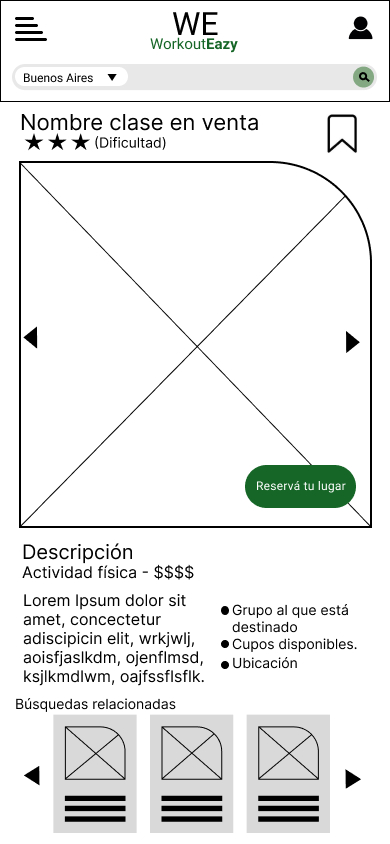 WE
WorkoutEazy
Buenos Aires
Nombre clase en venta
(Dificultad)
Reservá tu lugar
Descripción
Actividad física - $$$$
Lorem Ipsum dolor sit
amet, concectetur
adiscipicin elit, wrkjwlj,
aoisfjaslkdm, ojenflmsd,
ksjlkmdlwm, oajfssflsflk.
Grupo al que está
destinado
Cupos disponibles.
Ubicación
Búsquedas relacionadas